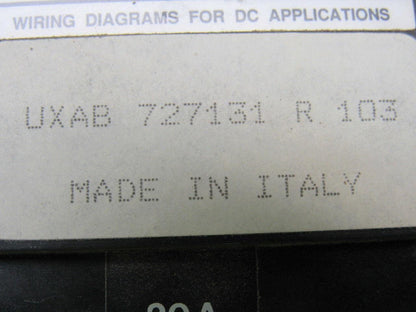 WIRING DIAGRAMS FOR DC APPLICATIONS
UXAB 727131 R 103
MADE IN ITALY